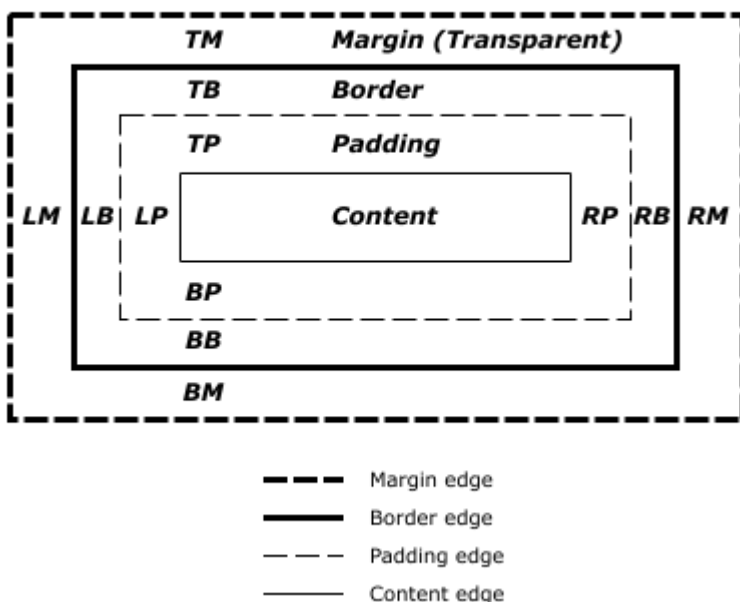 TM Margin (Transparent)
TB Border
TP Padding
LM LB LP Content RP RB RM
BP
BB
BM
Margin edge
Border edge
Padding edge
Content edge